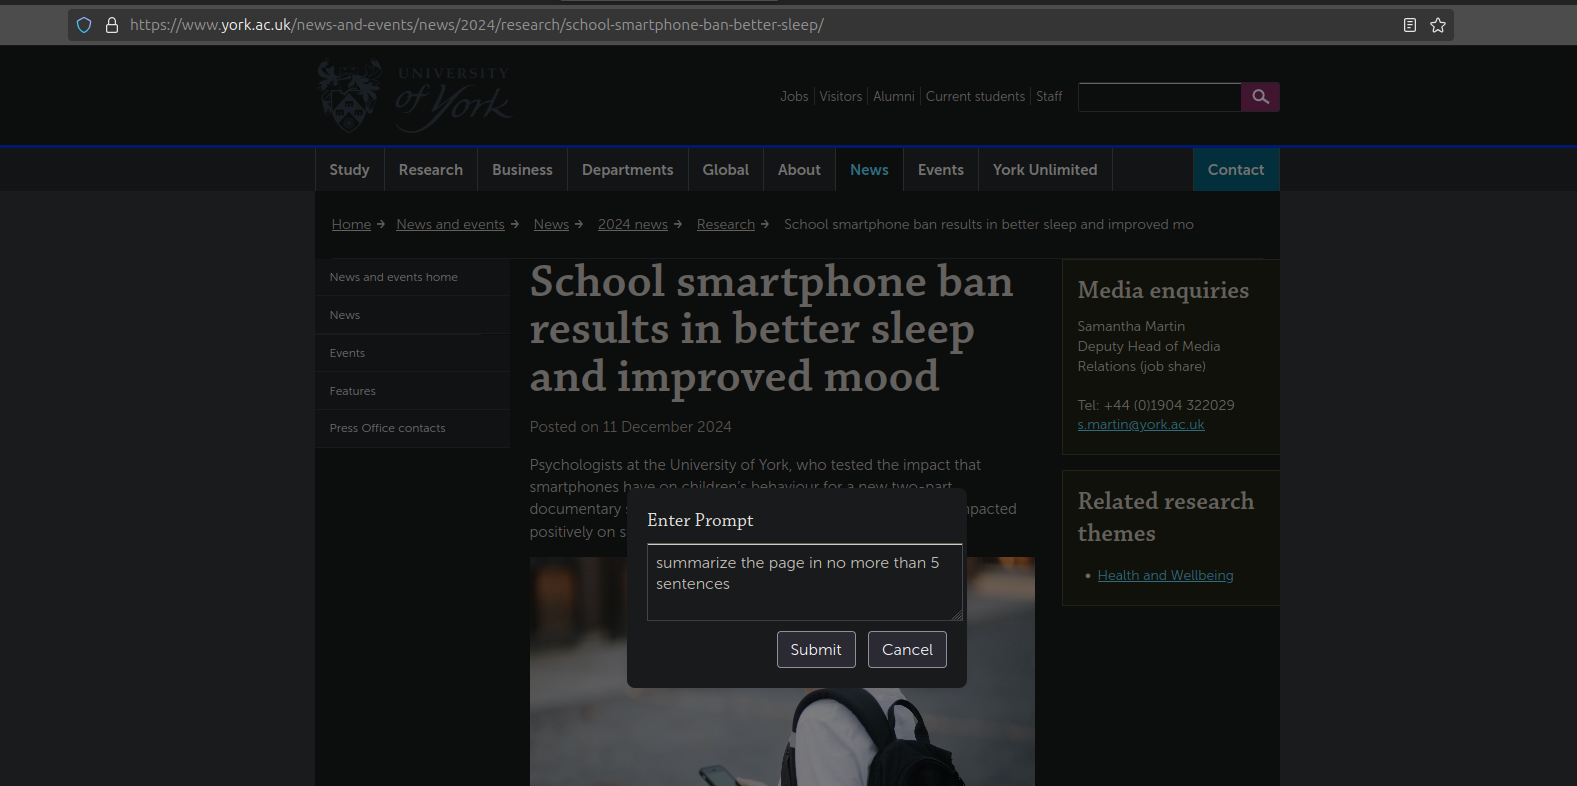 https://www.york.ac.uk/news-and-events/news/2024/research/school-smartphone-ban-better-sleep/
UNIVERSITY
of York
Jobs Visitors Alumni Current students Staff
Study Research Business Departments Global About News Events York Unlimited Contact
Home → News and events → News → 2024 news → Research → School smartphone ban results in better sleep and improved mo
News and events home
News
Events
Features
Press Office contacts
School smartphone ban
results in better sleep
and improved mood
Posted on 11 December 2024
Psychologists at the University of York, who tested the impact that
smartphones have on children's behaviour for a new two-part
documentary
positively on
Enter Prompt
summarize the page in no more than 5
sentences
Submit Cancel
Media enquiries
Samantha Martin
Deputy Head of Media
Relations (job share)
Tel: +44 (0)1904 322029
s.martin@york.ac.uk
Related research
themes
• Health and Wellbeing